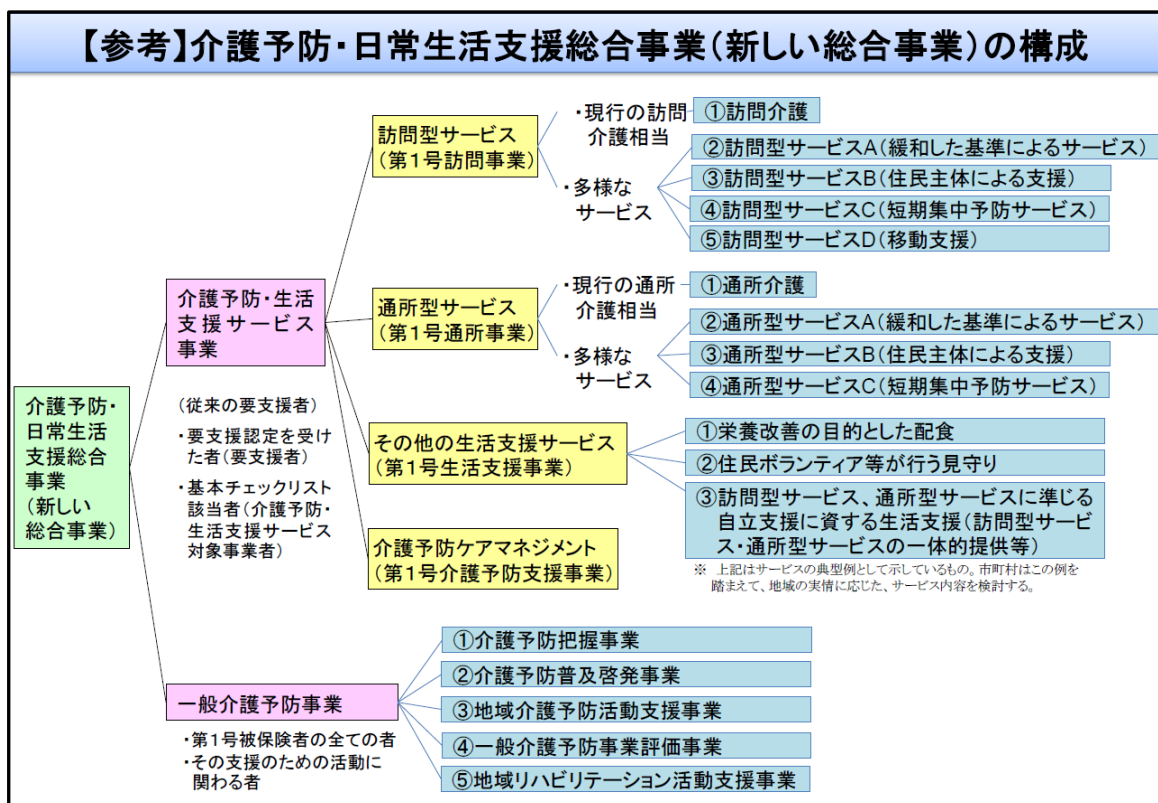 【参考】介護予防・日常生活支援総合事業(新しい総合事業)の構成
介護予防・
日常生活
支援総合
事業
(新しい
総合事業)
介護予防・生活
支援サービス
事業
(従来の要支援者)
・要支援認定を受け
た者(要支援者)
・基本チェックリスト
該当者(介護予防・
生活支援サービス
対象事業者)
訪問型サービス
(第1号訪問事業)
・現行の訪問
介護相当
①訪問介護
・多様な
サービス
②訪問型サービスA(緩和した基準によるサービス)
③訪問型サービスB(住民主体による支援)
④訪問型サービスC(短期集中予防サービス)
⑤訪問型サービスD(移動支援)
通所型サービス
(第1号通所事業)
・現行の通所
介護相当
①通所介護
・多様な
サービス
②通所型サービスA(緩和した基準によるサービス)
③通所型サービスB(住民主体による支援)
④通所型サービスC(短期集中予防サービス)
その他の生活支援サービス
(第1号生活支援事業)
①栄養改善の目的とした配食
②住民ボランティア等が行う見守り
③訪問型サービス、通所型サービスに準じる
自立支援に資する生活支援(訪問型サービ
ス・通所型サービスの一体的提供等)
介護予防ケアマネジメント
(第1号介護予防支援事業)
※ 上記はサービスの典型例として示しているもの。市町村はこの例を
踏まえて、地域の実情に応じた、サービス内容を検討する。
一般介護予防事業
・第1号被保険者の全ての者
・その支援のための活動に
関わる者
①介護予防把握事業
②介護予防普及啓発事業
③地域介護予防活動支援事業
④一般介護予防事業評価事業
⑤地域リハビリテーション活動支援事業